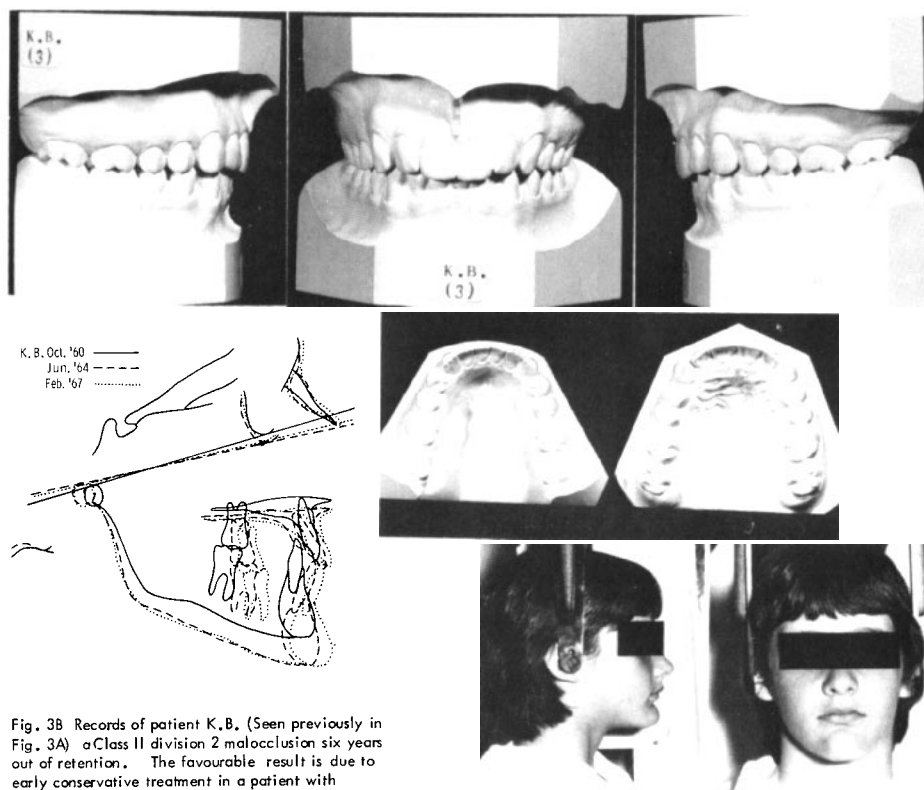 K.B.
(3)
K.B.
(3)
K.B. Oct. '60
Jun. '64
Feb. '67
Fig. 3B Records of patient K.B. (Seen previously in
Fig. 3A) a Class II division 2 malocclusion six years
out of retention. The favourable result is due to
early conservative treatment in a patient with